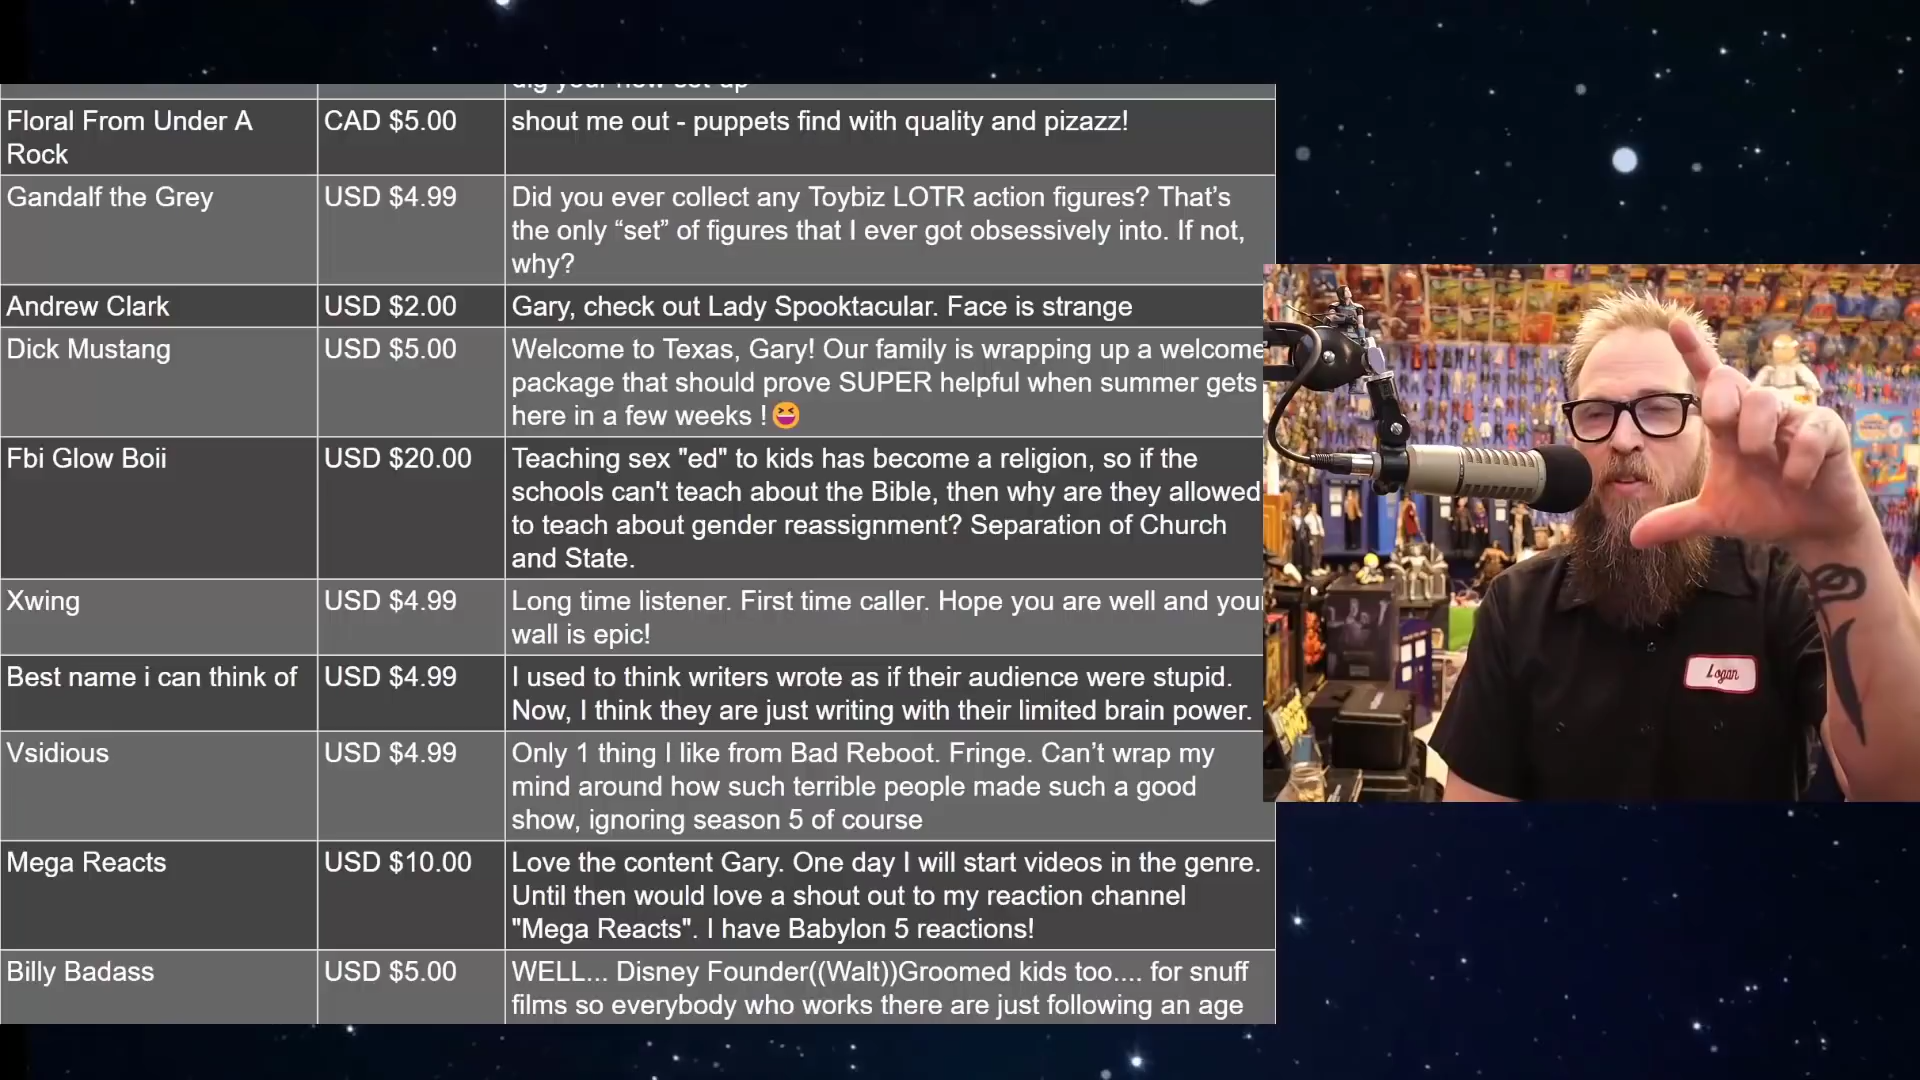 dig your new set-up
Floral From Under A
Rock
CAD $5.00
shout me out - puppets find with quality and pizazz!
Gandalf the Grey
USD $4.99
Did you ever collect any Toybiz LOTR action figures? That’s
the only “set” of figures that I ever got obsessively into. If not,
why?
Andrew Clark
USD $2.00
Gary, check out Lady Spooktacular. Face is strange
Dick Mustang
USD $5.00
Welcome to Texas, Gary! Our family is wrapping up a welcome
package that should prove SUPER helpful when summer gets
here in a few weeks !😆
Fbi Glow Boii
USD $20.00
Teaching sex "ed" to kids has become a religion, so if the
schools can't teach about the Bible, then why are they allowed
to teach about gender reassignment? Separation of Church
and State.
Xwing
USD $4.99
Long time listener. First time caller. Hope you are well and your
wall is epic!
Best name i can think of
USD $4.99
I used to think writers wrote as if their audience were stupid.
Now, I think they are just writing with their limited brain power.
Vsidious
USD $4.99
Only 1 thing I like from Bad Reboot. Fringe. Can’t wrap my
mind around how such terrible people made such a good
show, ignoring season 5 of course
Mega Reacts
USD $10.00
Love the content Gary. One day I will start videos in the genre.
Until then would love a shout out to my reaction channel
"Mega Reacts". I have Babylon 5 reactions!
Billy Badass
USD $5.00
WELL... Disney Founder((Walt))Groomed kids too.... for snuff
films so everybody who works there are just following an age
Logan